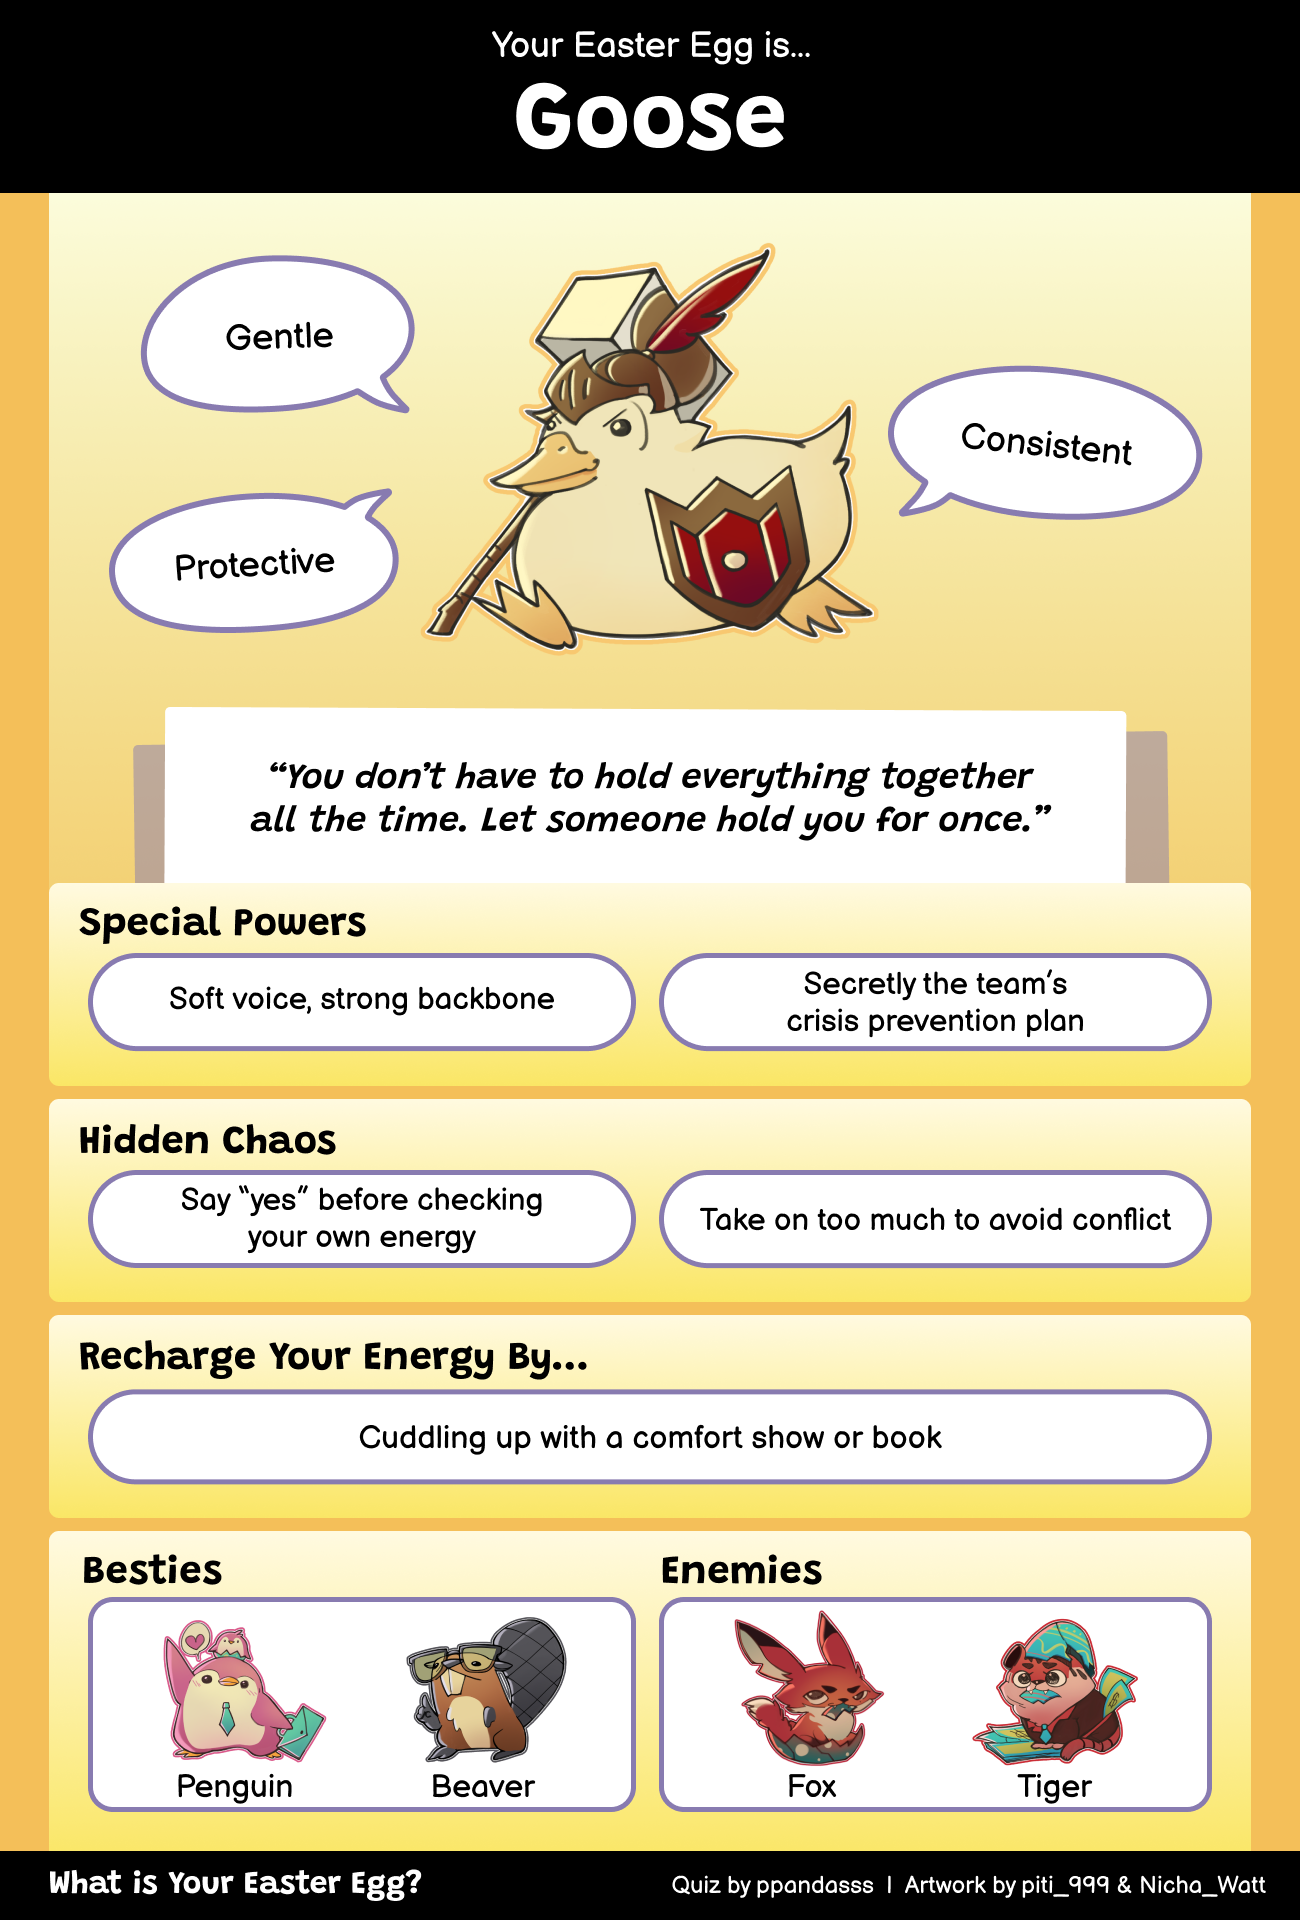 Your Easter Egg is...
Goose
Gentle
Consistent
Protective
“You don’t have to hold everything together
all the time. Let someone hold you for once.”
Special Powers
Soft voice, strong backbone
Secretly the team’s
crisis prevention plan
Hidden Chaos
Say “yes” before checking
your own energy
Take on too much to avoid conflict
Recharge Your Energy By...
Cuddling up with a comfort show or book
Besties
Enemies
Penguin
Beaver
Fox
Tiger
What is Your Easter Egg?
Quiz by ppandasss | Artwork by piti_999 & Nicha_Watt